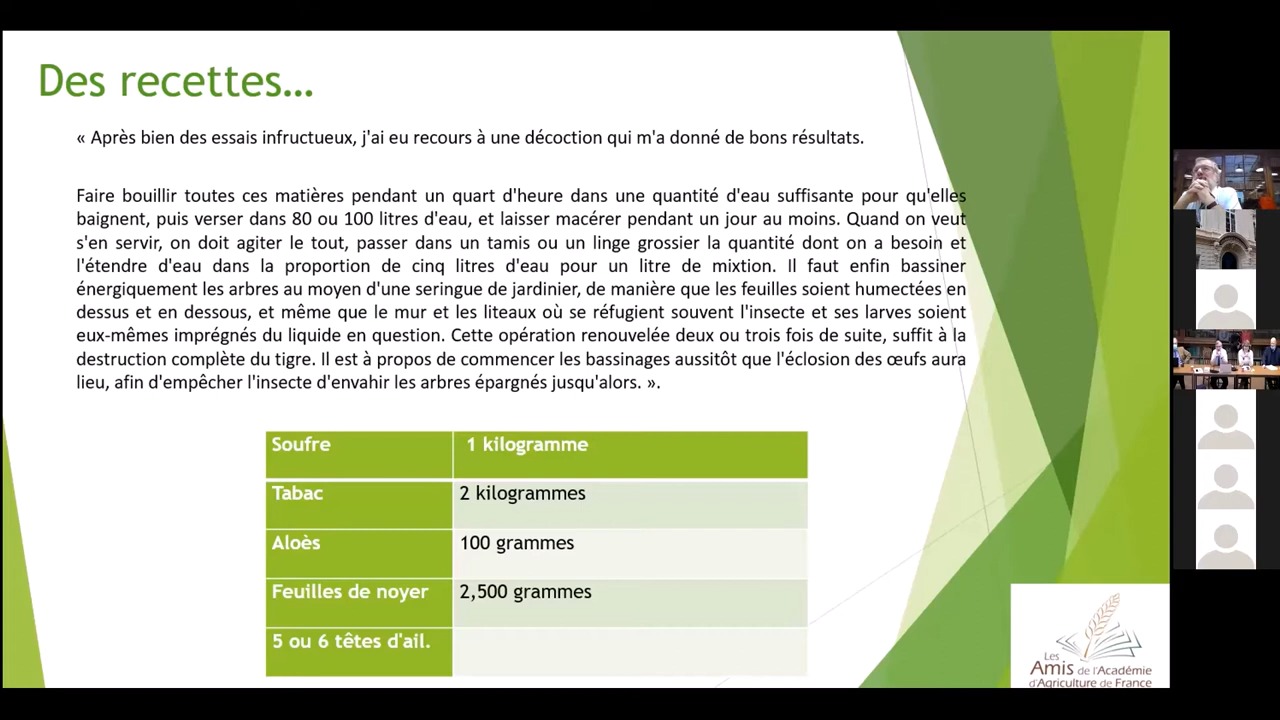 Des recettes...
« Après bien des essais infructueux, j'ai eu recours à une décoction qui m'a donné de bons résultats.
Faire bouillir toutes ces matières pendant un quart d'heure dans une quantité d'eau suffisante pour qu'elles
baignent, puis verser dans 80 ou 100 litres d'eau, et laisser macérer pendant un jour au moins. Quand on veut
s'en servir, on doit agiter le tout, passer dans un tamis ou un linge grossier la quantité dont on a besoin et
l'étendre d'eau dans la proportion de cinq litres d'eau pour un litre de mixtion. Il faut enfin bassiner
énergiquement les arbres au moyen d'une seringue de jardinier, de manière que les feuilles soient humectées en
dessus et en dessous, et même que le mur et les liteaux où se réfugient souvent l'insecte et ses larves soient
eux-mêmes imprégnés du liquide en question. Cette opération renouvelée deux ou trois fois de suite, suffit à la
destruction complète du tigre. Il est à propos de commencer les bassinages aussitôt que l'éclosion des œufs aura
lieu, afin d'empêcher l'insecte d'envahir les arbres épargnés jusqu'alors. ».
Soufre 1 kilogramme
Tabac 2 kilogrammes
Aloès 100 grammes
Feuilles de noyer 2,500 grammes
5 ou 6 têtes d'ail.
Les
Amis de l'Académie
d'Agriculture de France